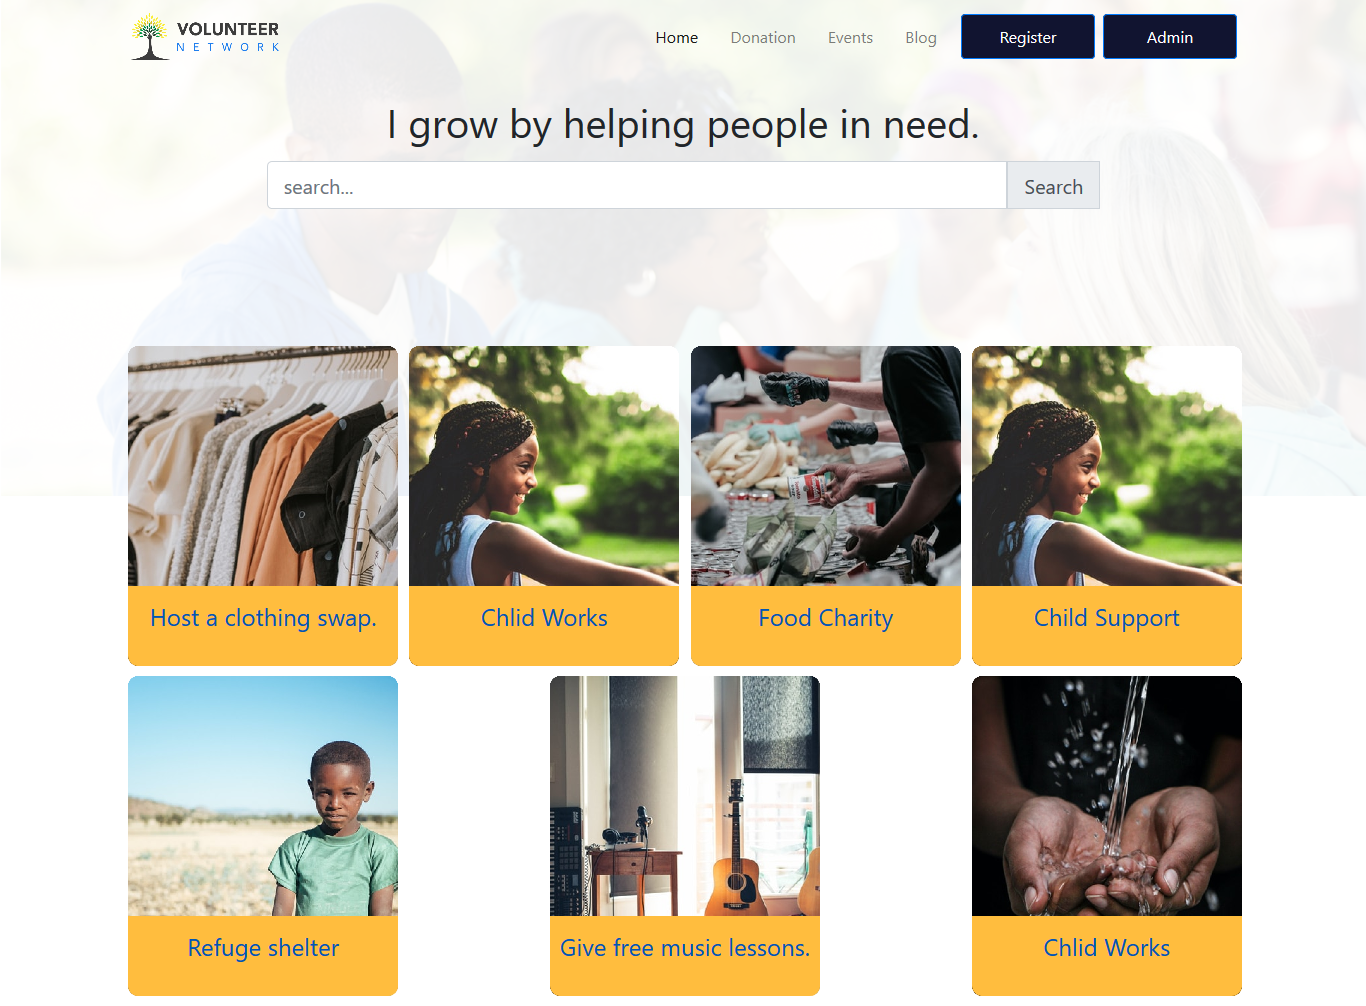 VOLUNTEER
NETWORK
Home
Donation
Events
Blog
Register
Admin
I grow by helping people in need.
search...
Search
Host a clothing swap.
Chlid Works
Food Charity
Child Support
Refuge shelter
Give free music lessons.
Chlid Works